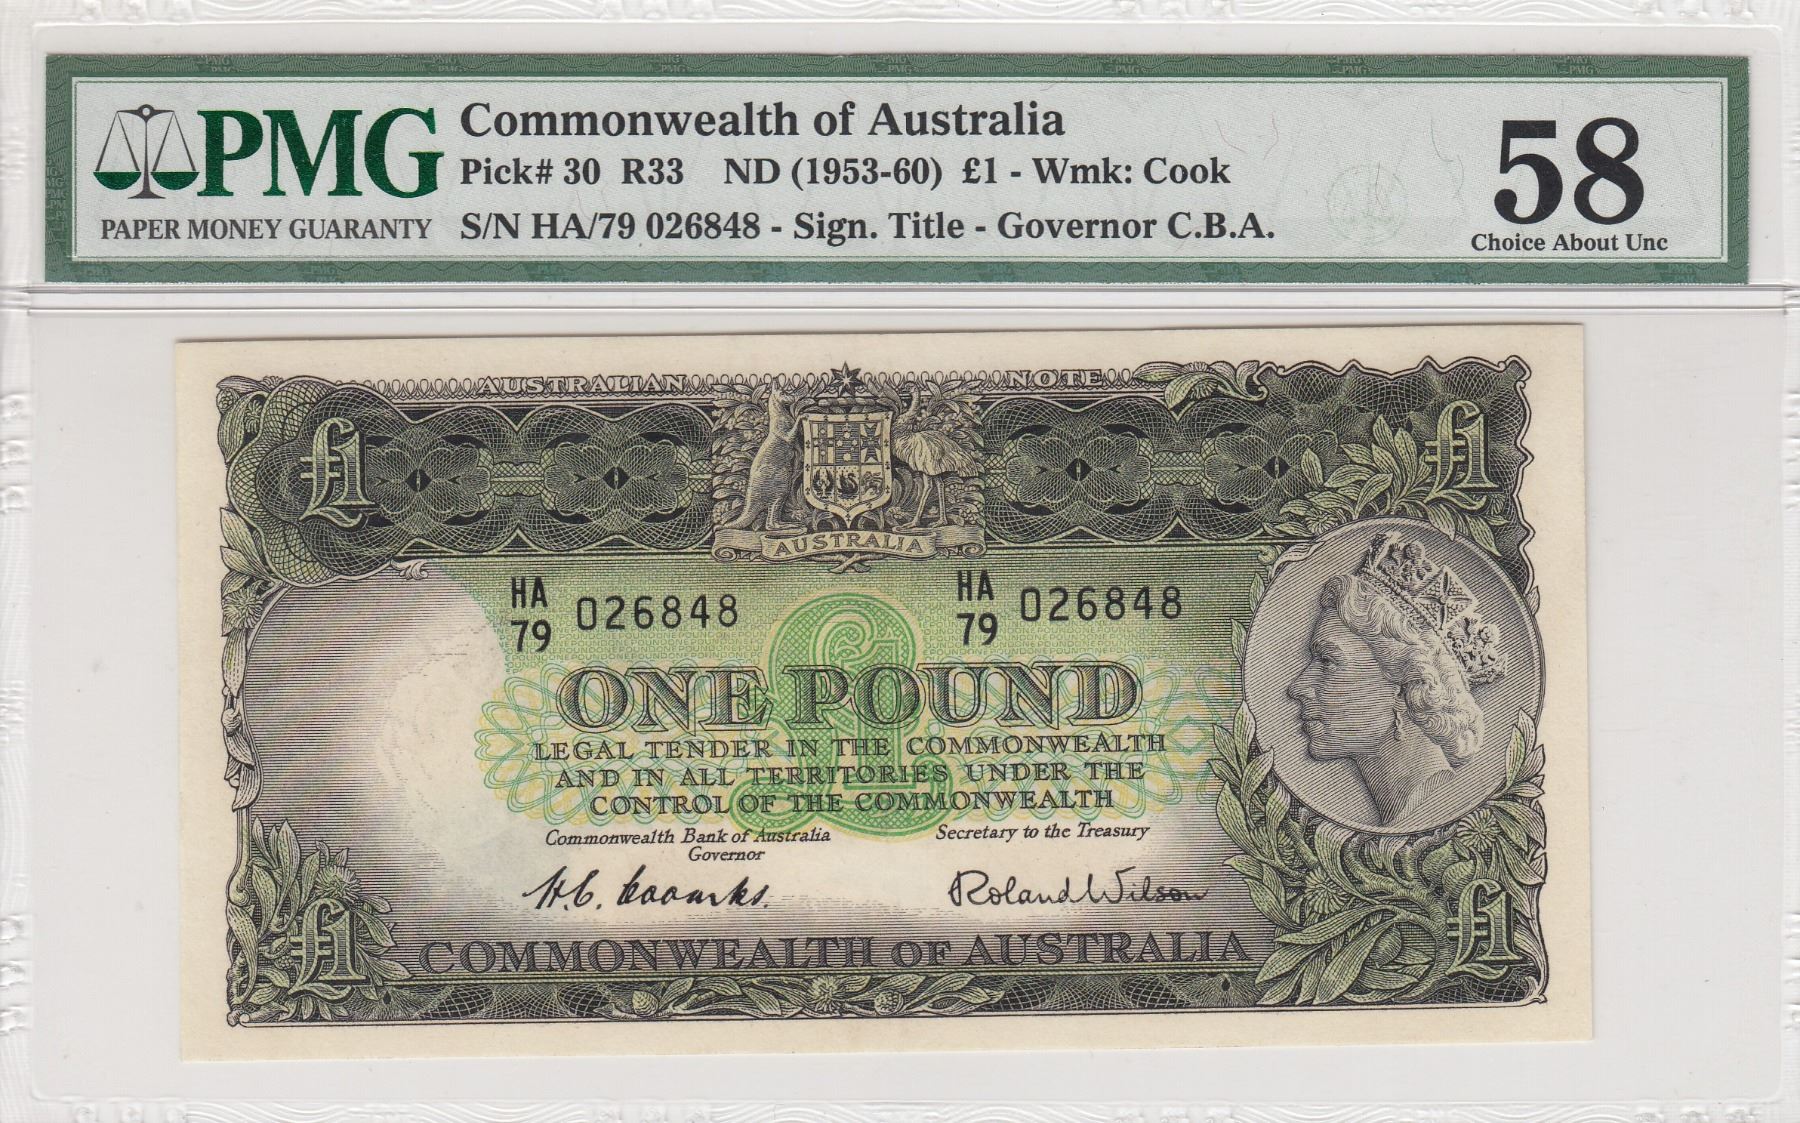 PMG
PAPER MONEY GUARANTY
Commonwealth of Australia
Pick# 30 R33 ND (1953-60) £1 - Wmk: Cook
S/N HA/79 026848 - Sign. Title - Governor C.B.A.
58
Choice About Unc
AUSTRALIAN NOTE
£1 £1
AUSTRALIA
HA
79 026848
HA
79 026848
ONE POUND
LEGAL TENDER IN THE COMMONWEALTH
AND IN ALL TERRITORIES UNDER THE
CONTROL OF THE COMMONWEALTH
Commonwealth Bank of Australia
Governor
Secretary to the Treasury
H.C. Coombs.
Roland Wilson
£1 £1
COMMONWEALTH OF AUSTRALIA